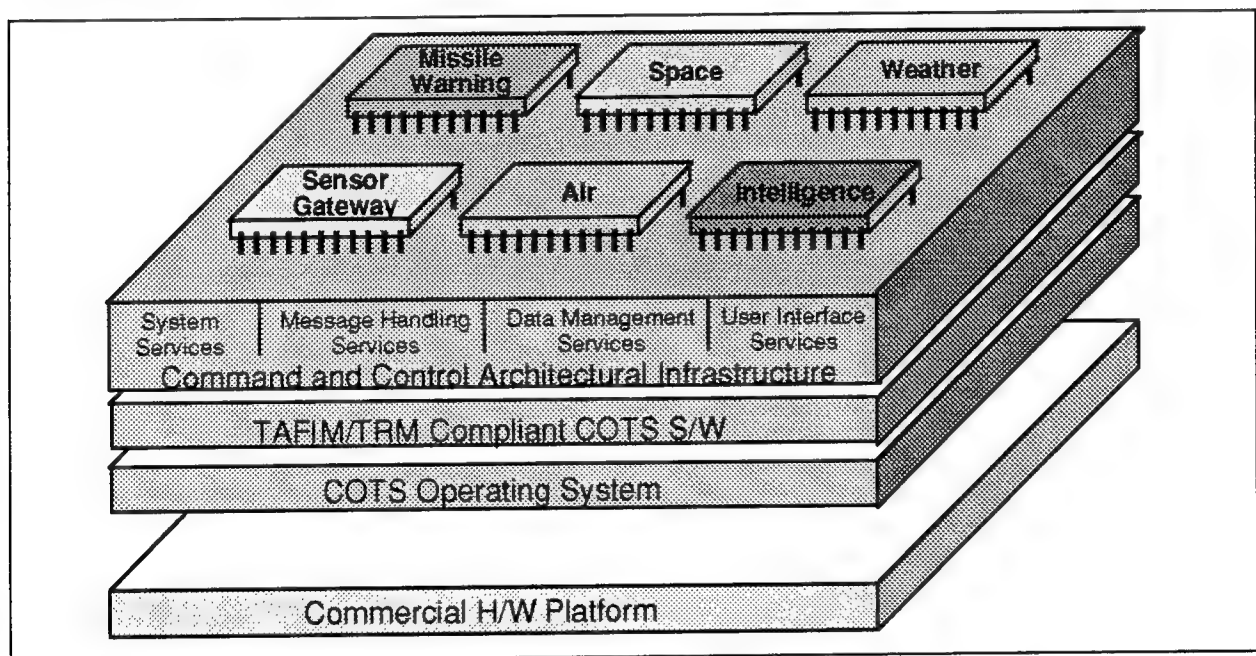 Missile
Warning
Space
Weather
Sensor
Gateway
Air
Intelligence
System
Services
Message Handling
Services
Data Management
Services
User Interface
Services
Command and Control Architectural Infrastructure
TAFIM/TRM Compliant COTS S/W
COTS Operating System
Commercial H/W Platform